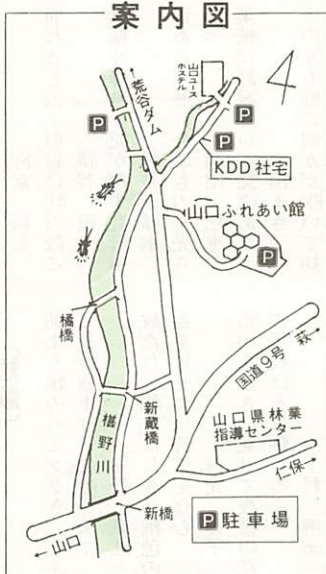 案内図
山口ユース
ホステル
←荒谷ダム
P
P
P
KDD社宅
山口ふれあい館
P
橘橋
国道9号
萩→
新蔵橋
山口県林業
指導センター
椹野川
仁保→
新橋
P駐車場
←山口